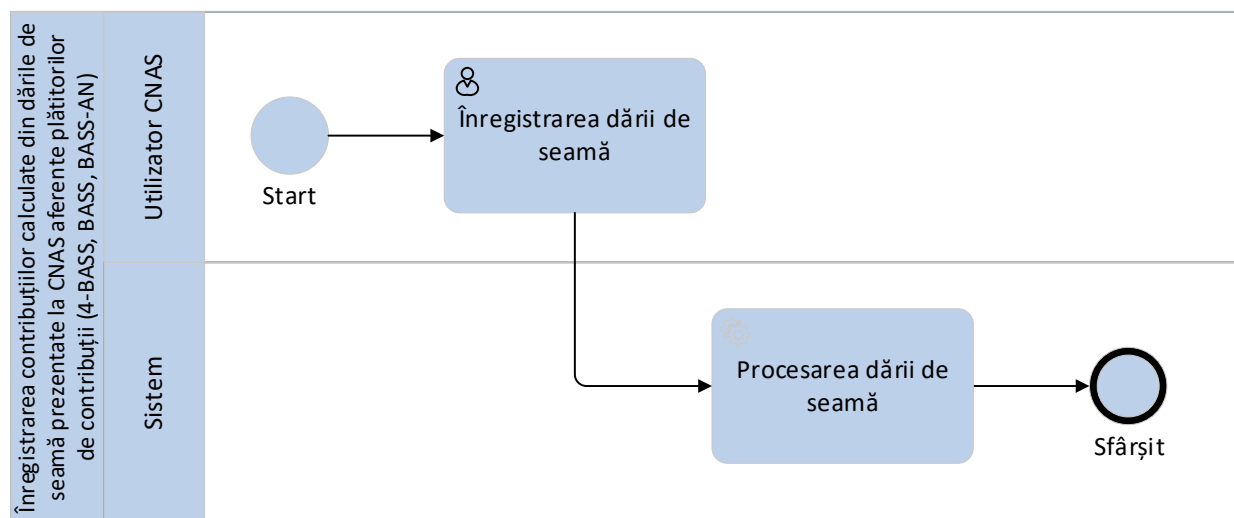 Înregistrarea contribuțiilor calculate din dările de
seamă prezentate la CNAS aferente plătitorilor
de contribuții (4-BASS, BASS, BASS-AN)
Utilizator CNAS
Start
Înregistrarea dării de
seamă
Sistem
Procesarea dării de
seamă
Sfârșit